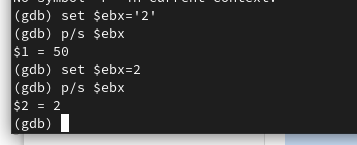 (gdb) set $ebx='2'
(gdb) p/s $ebx
$1 = 50
(gdb) set $ebx=2
(gdb) p/s $ebx
$2 = 2
(gdb)